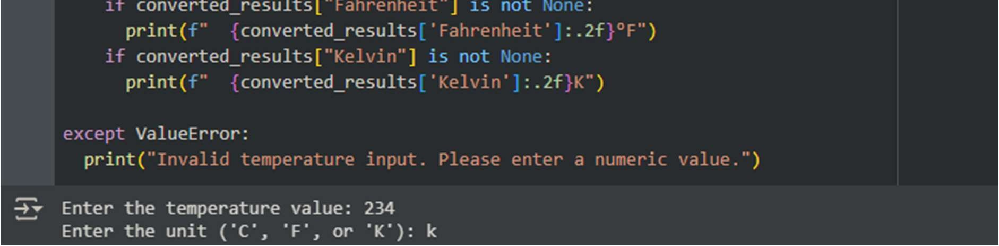 if converted_results["Fahrenheit"] is not None:
print(f"  {converted_results['Fahrenheit']:.2f}°F")
if converted_results["Kelvin"] is not None:
print(f"  {converted_results['Kelvin']:.2f}K")
except ValueError:
print("Invalid temperature input. Please enter a numeric value.")
Enter the temperature value: 234
Enter the unit ('C', 'F', or 'K'): k